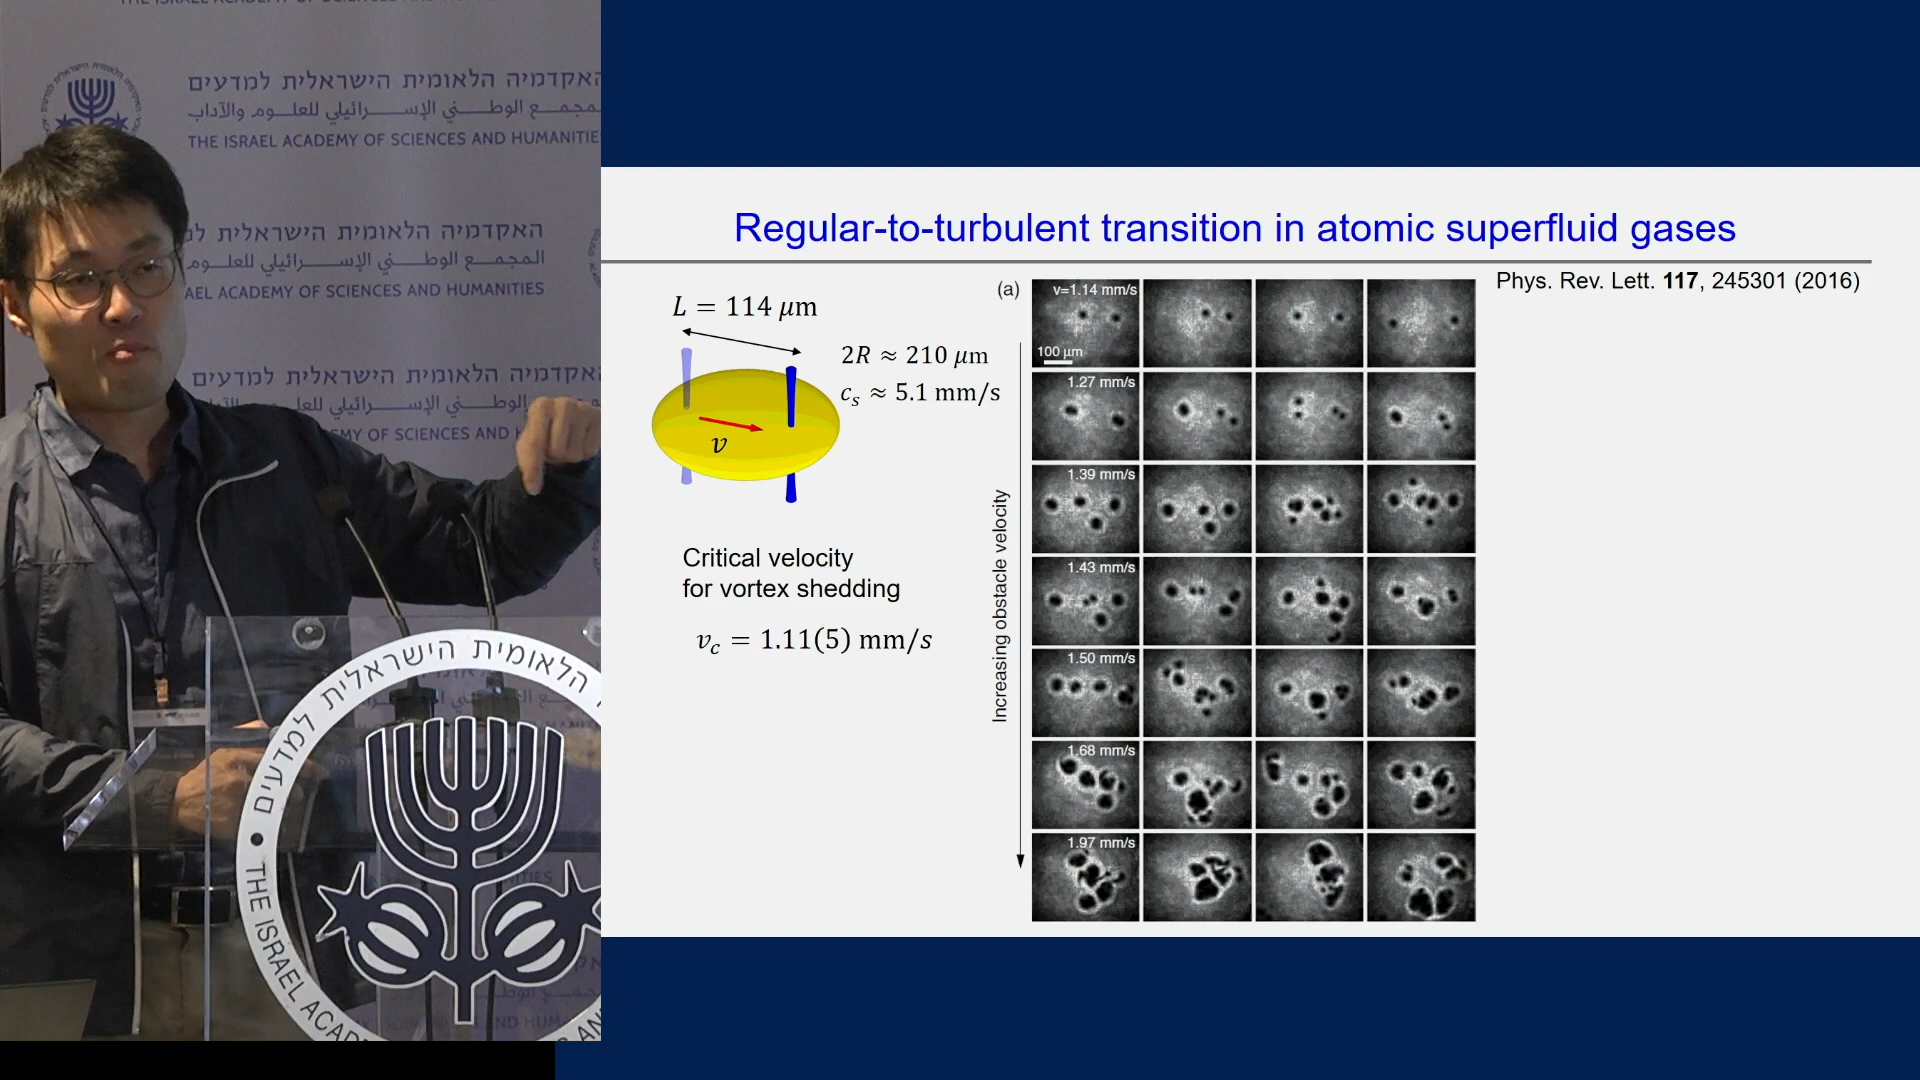 האקדמיה הלאומית הישראלית למדעים
المجمع الوطني الإسرائيلي للعلوم والآداب
THE ISRAEL ACADEMY OF SCIENCES AND HUMANITIE
האקדמיה הלאומית הישראלית
المجمع الوطني الإسرائيلي للعلوم
AEL ACADEMY OF SCIENCES AND HUMANITIES
האקדמיה הלאומית הישראלית למדעים
MY OF SCIENCES AND
הלאומית הישראלית למדעים
THE ISRAEL ACAD
Regular-to-turbulent transition in atomic superfluid gases
Phys. Rev. Lett. 117, 245301 (2016)
L = 114 μm
2R ≈ 210 μm
c_s ≈ 5.1 mm/s
v
Critical velocity
for vortex shedding
v_c = 1.11(5) mm/s
(a)
Increasing obstacle velocity
v=1.14 mm/s
100 μm
1.27 mm/s
1.39 mm/s
1.43 mm/s
1.50 mm/s
1.68 mm/s
1.97 mm/s